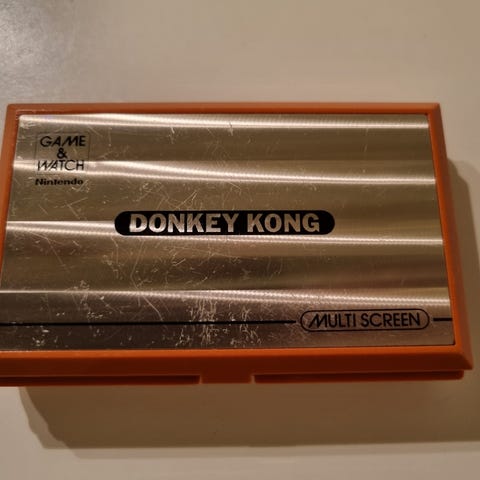 GAME
&
WATCH
Nintendo
DONKEY KONG
MULTI SCREEN